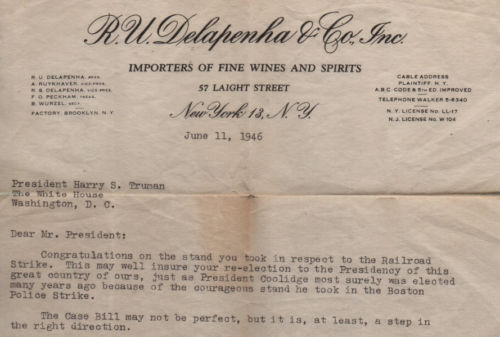 R.U. Delapenha & Co., Inc.
IMPORTERS OF FINE WINES AND SPIRITS
57 LAIGHT STREET
New York 13, N.Y.
R. U. DELAPENHA, PRES.
A. RUYKHAVER, VICE-PRES.
R. S. DELAPENHA, VICE-PRES.
F. O. PECKHAM, TREAS.
B. WURZEL, SECY.
FACTORY: BROOKLYN, N.Y.
CABLE ADDRESS
PLAINTIFF, N.Y.
A.B.C. CODE & 5TH ED. IMPROVED
TELEPHONE WALKER 5-6340
N.Y. LICENSE NO. LL-17
N.J. LICENSE NO. W 104
June 11, 1946
President Harry S. Truman
The White House
Washington, D. C.
Dear Mr. President:
Congratulations on the stand you took in respect to the Railroad
Strike. This may well insure your re-election to the Presidency of this
great country of ours, just as President Coolidge most surely was elected
many years ago because of the courageous stand he took in the Boston
Police Strike.
The Case Bill may not be perfect, but it is, at least, a step in
the right direction.